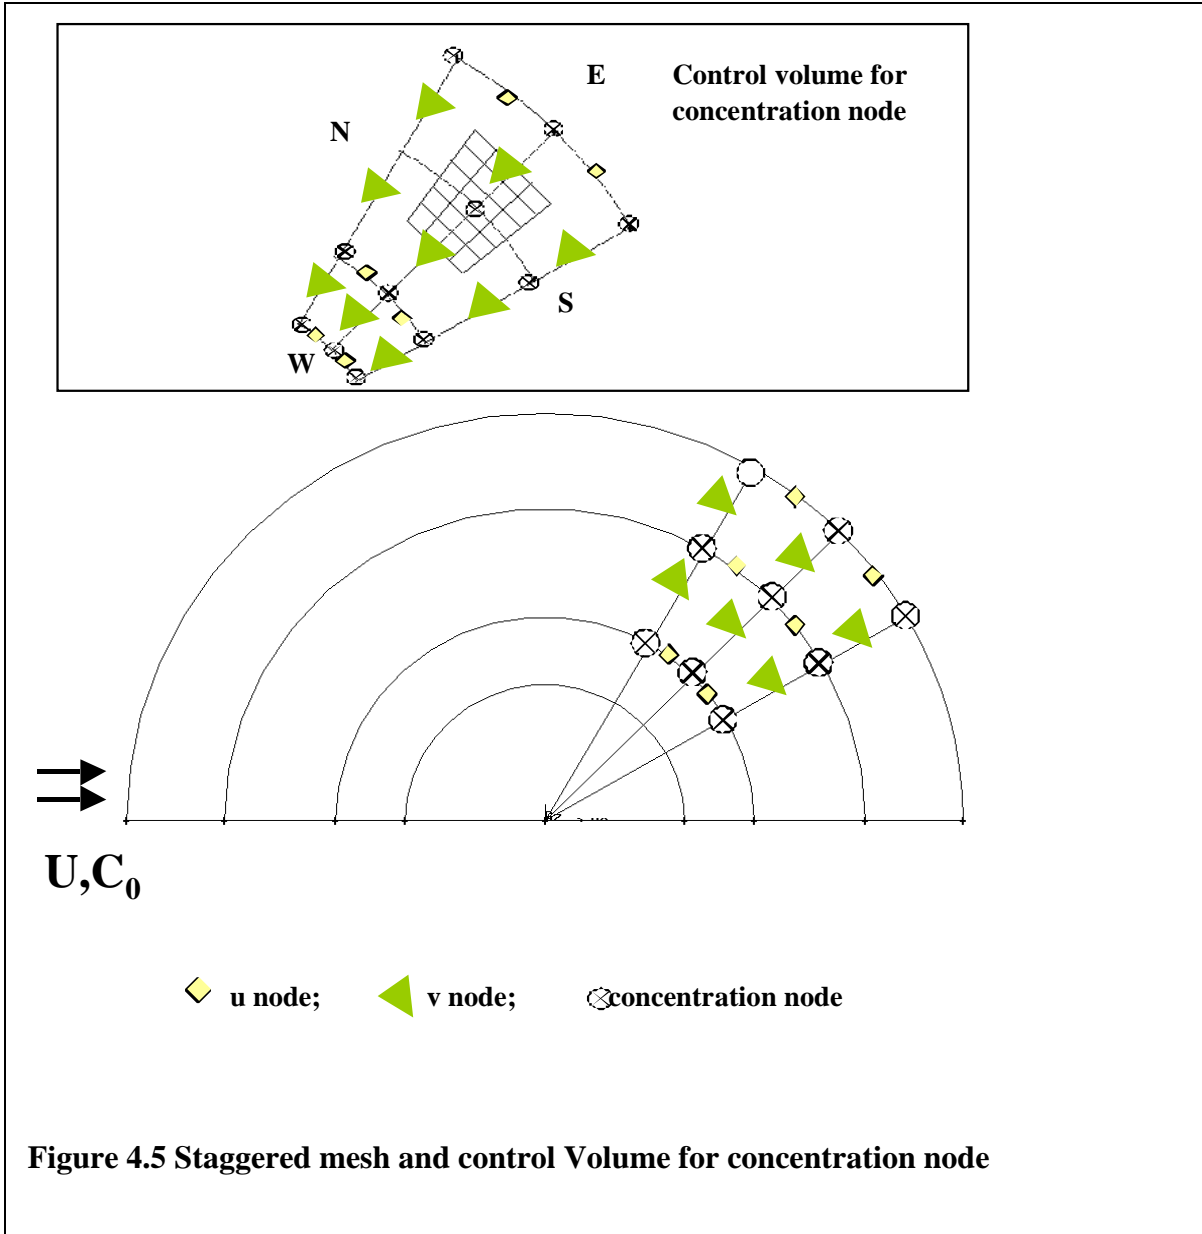 E
Control volume for
concentration node
N
S
W
U,C₀
u node;
v node;
concentration node
Figure 4.5 Staggered mesh and control Volume for concentration node